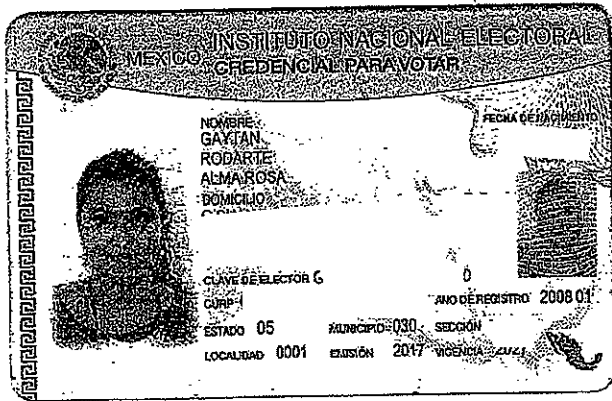 MEXICO INSTITUTO NACIONAL ELECTORAL
CREDENCIAL PARA VOTAR
NOMBRE
GAYTAN
RODARTE
ALMA ROSA
FECHA DE NACIMIENTO
DOMICILIO
CLAVE DE ELECTOR G 0
CURP
AÑO DE REGISTRO 2008 01
ESTADO 05 MUNICIPIO 030 SECCIÓN
LOCALIDAD 0001 EMISIÓN 2017 VIGENCIA